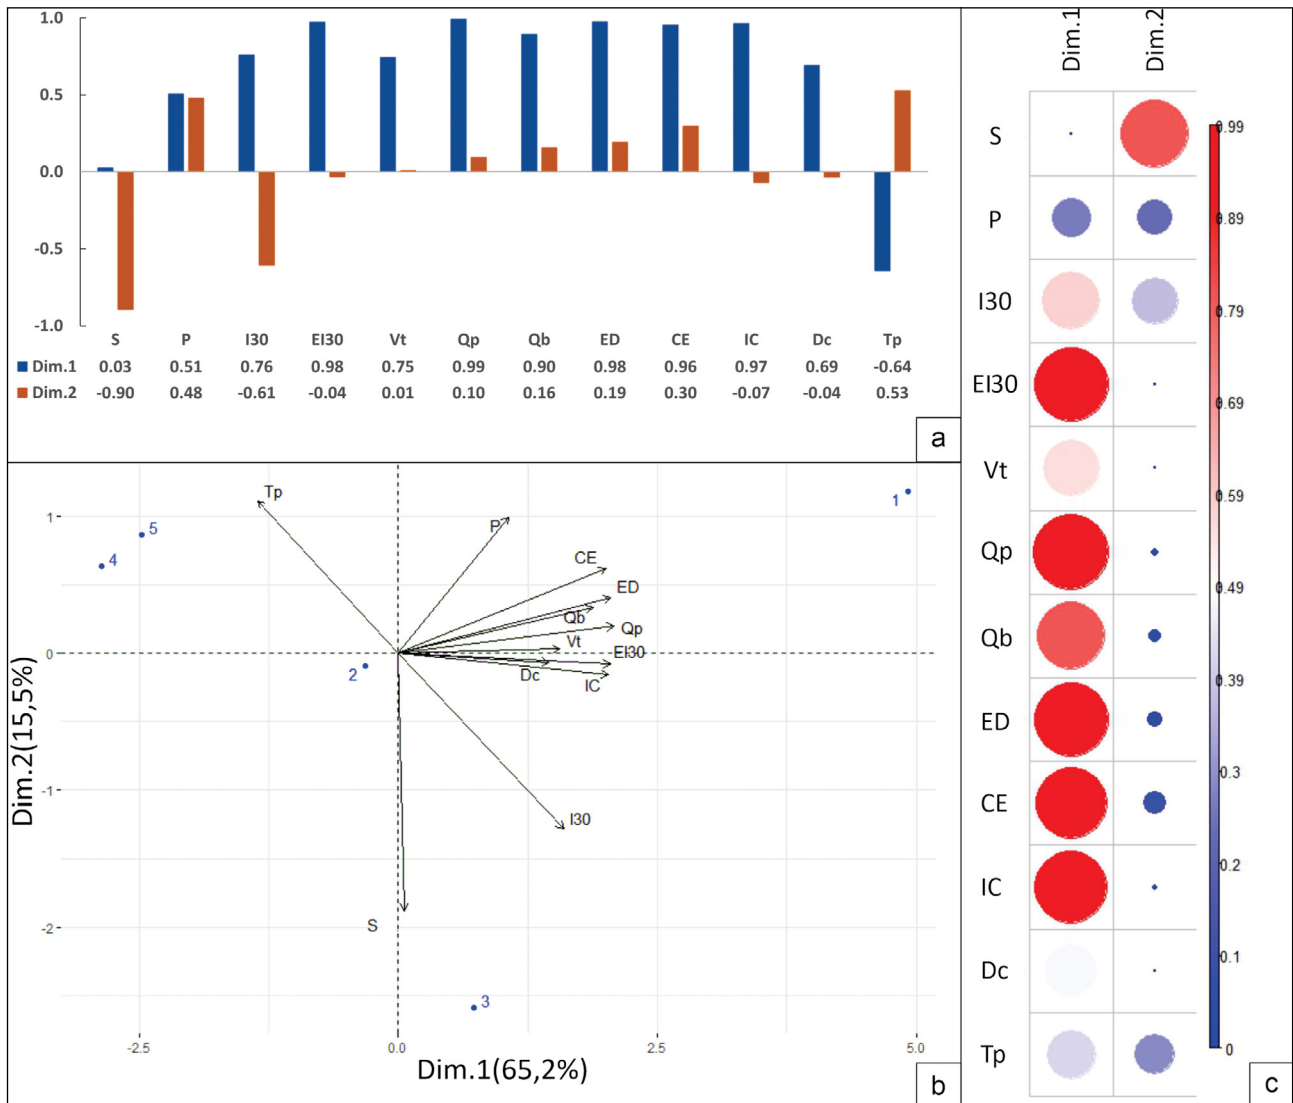 1.0
0.5
0.0
-0.5
-1.0
S P I30 EI30 Vt Qp Qb ED CE IC Dc Tp
Dim.1 0.03 0.51 0.76 0.98 0.75 0.99 0.90 0.98 0.96 0.97 0.69 -0.64
Dim.2 -0.90 0.48 -0.61 -0.04 0.01 0.10 0.16 0.19 0.30 -0.07 -0.04 0.53
a
Dim.2(15,5%)
1
0
-1
-2
Tp
P
CE
ED
Qb
Qp
Vt
EI30
Dc
IC
I30
S
1
5
4
2
3
-2.5 0.0 2.5 5.0
Dim.1(65,2%)
b
Dim.1 Dim.2
S
P
I30
EI30
Vt
Qp
Qb
ED
CE
IC
Dc
Tp
0.99
0.89
0.79
0.69
0.59
0.49
0.39
0.3
0.2
0.1
0
c